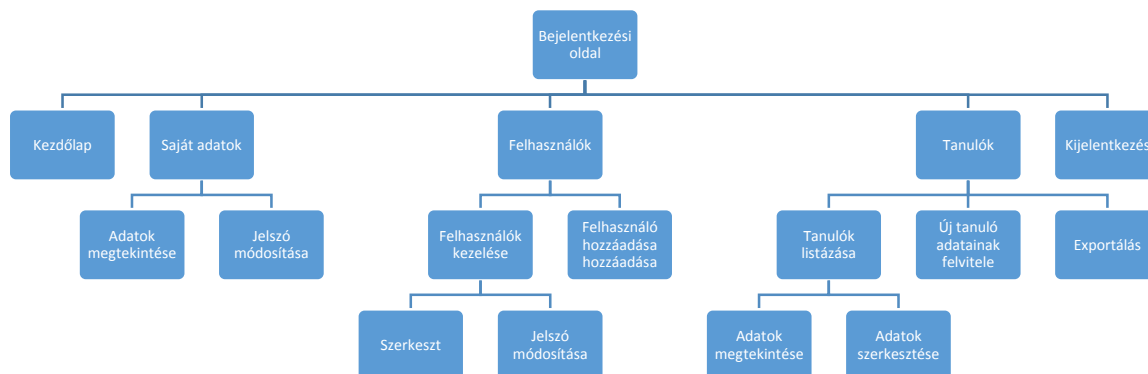 Bejelentkezési
oldal
Kezdőlap
Saját adatok
Felhasználók
Tanulók
Kijelentkezés
Adatok
megtekintése
Jelszó
módosítása
Felhasználók
kezelése
Felhasználó
hozzáadása
hozzáadása
Tanulók
listázása
Új tanuló
adatainak
felvitele
Exportálás
Szerkeszt
Jelszó
módosítása
Adatok
megtekintése
Adatok
szerkesztése